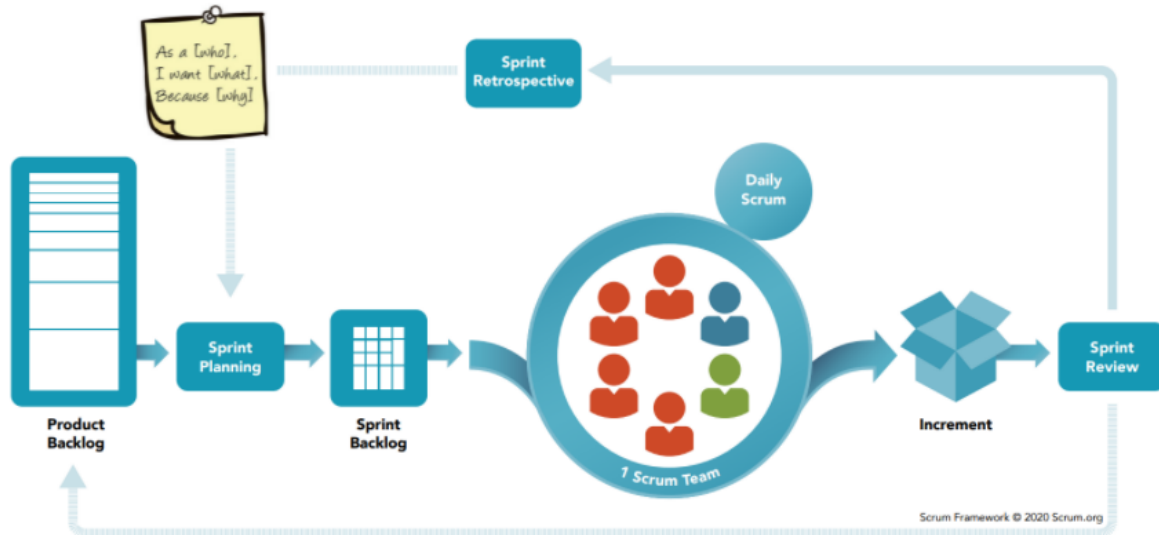 As a [who],
I want [what],
Because [why]
Sprint
Retrospective
Daily
Scrum
Sprint
Planning
Product
Backlog
Sprint
Backlog
1 Scrum Team
Increment
Sprint
Review
Scrum Framework © 2020 Scrum.org